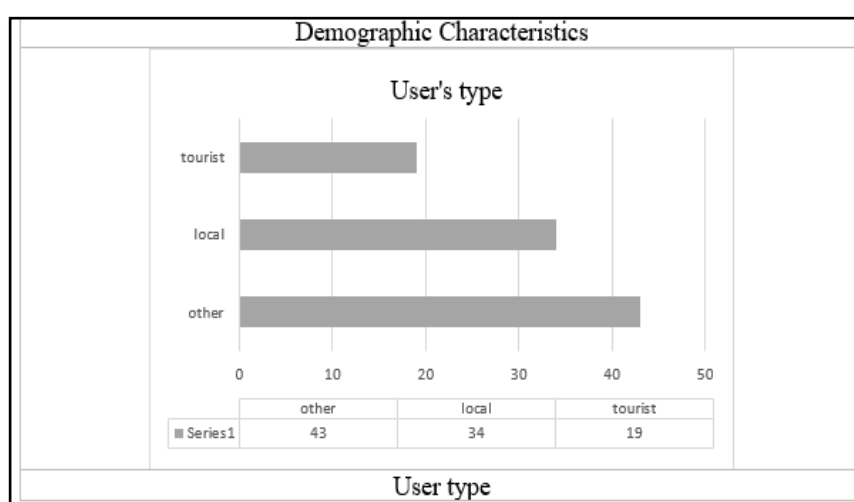 Demographic Characteristics
User's type
tourist
local
other
0 10 20 30 40 50
other local tourist
Series1 43 34 19
User type